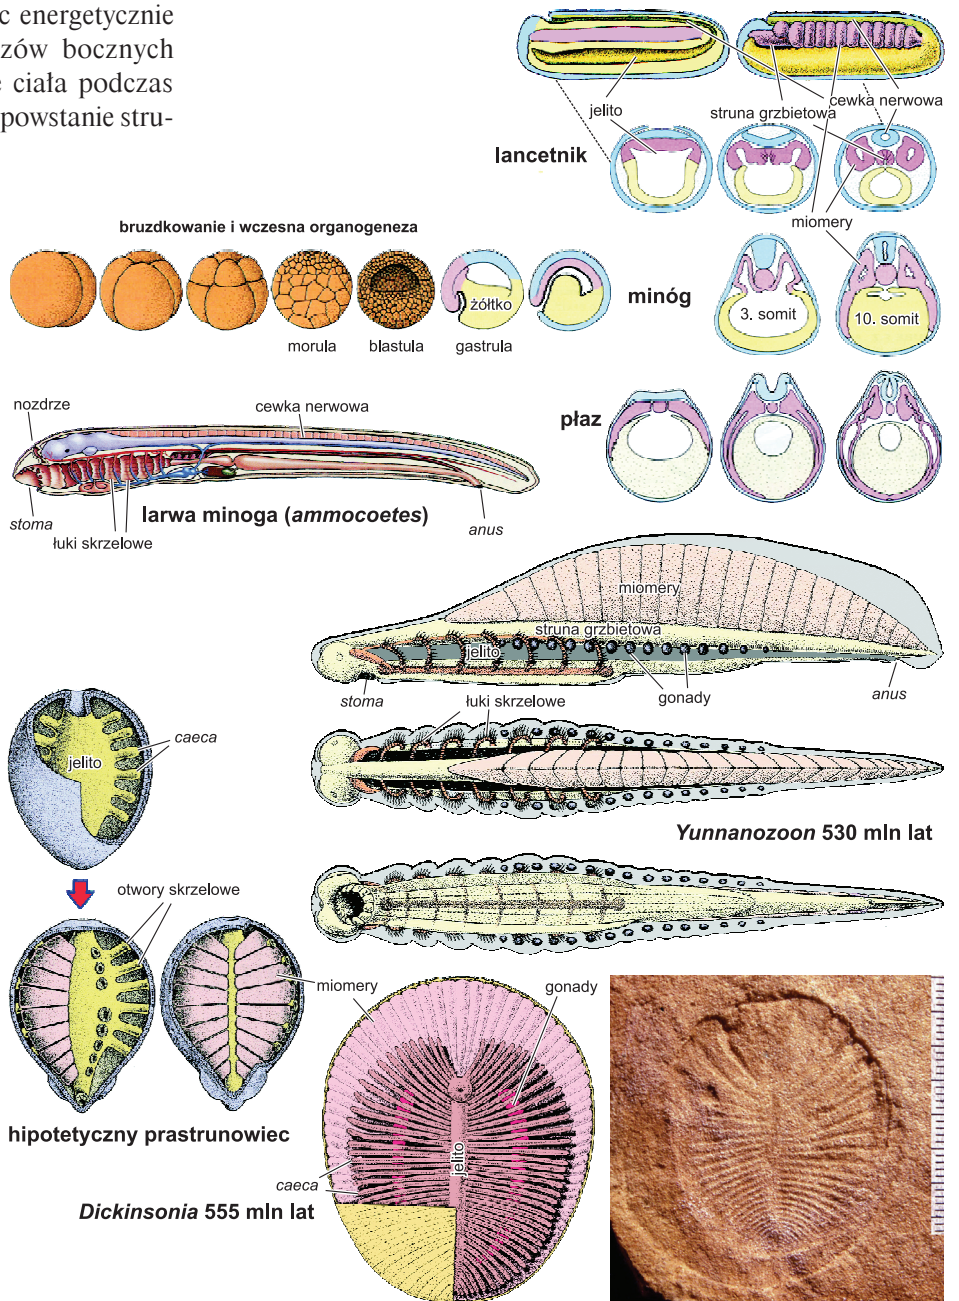 c energetycznie
zów bocznych
e ciała podczas
powstanie stru-
jelito
struna grzbietowa
cewka nerwowa
lancetnik
miomery
bruzdkowanie i wczesna organogeneza
żółtko
morula
blastula
gastrula
minóg
3. somit
10. somit
płaz
nozdrze
cewka nerwowa
stoma
łuki skrzelowe
larwa minoga (ammocoetes)
anus
miomery
struna grzbietowa
jelito
stoma
gonady
anus
łuki skrzelowe
Yunnanozoon 530 mln lat
caeca
jelito
otwory skrzelowe
hipotetyczny prastrunowiec
miomery
gonady
jelito
caeca
Dickinsonia 555 mln lat